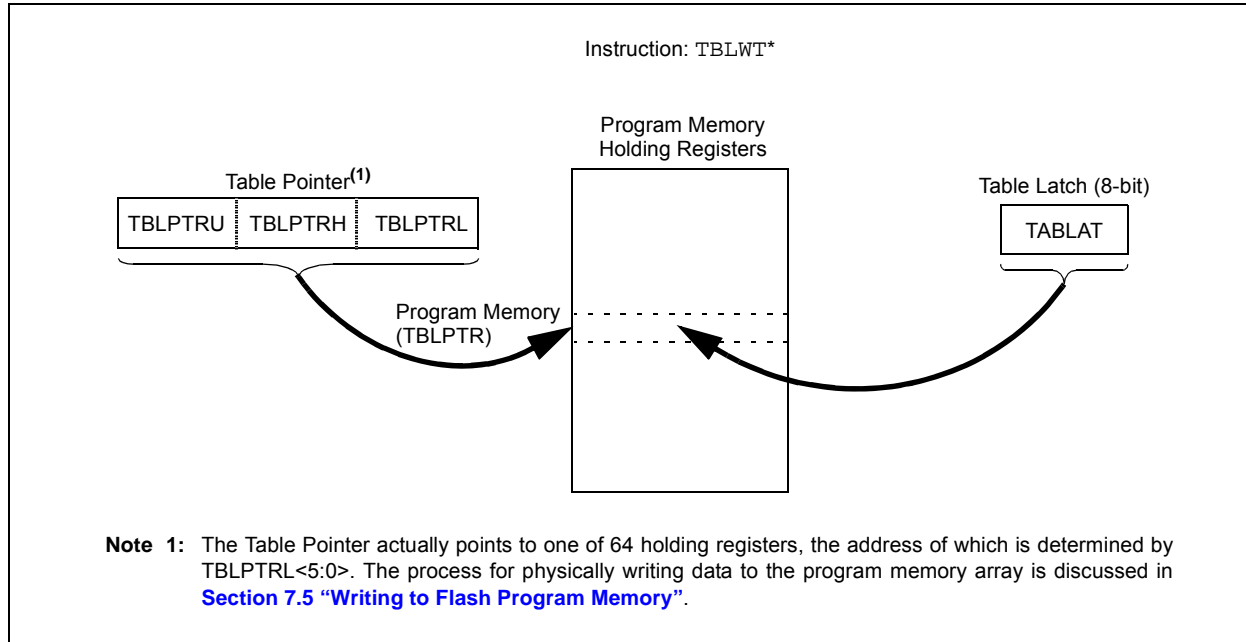 Instruction: TBLWT*
Program Memory
Holding Registers
Table Pointer(1)
Table Latch (8-bit)
TBLPTRU TBLPTRH TBLPTRL
TABLAT
Program Memory
(TBLPTR)
Note 1: The Table Pointer actually points to one of 64 holding registers, the address of which is determined by
TBLPTRL<5:0>. The process for physically writing data to the program memory array is discussed in
Section 7.5 “Writing to Flash Program Memory”.